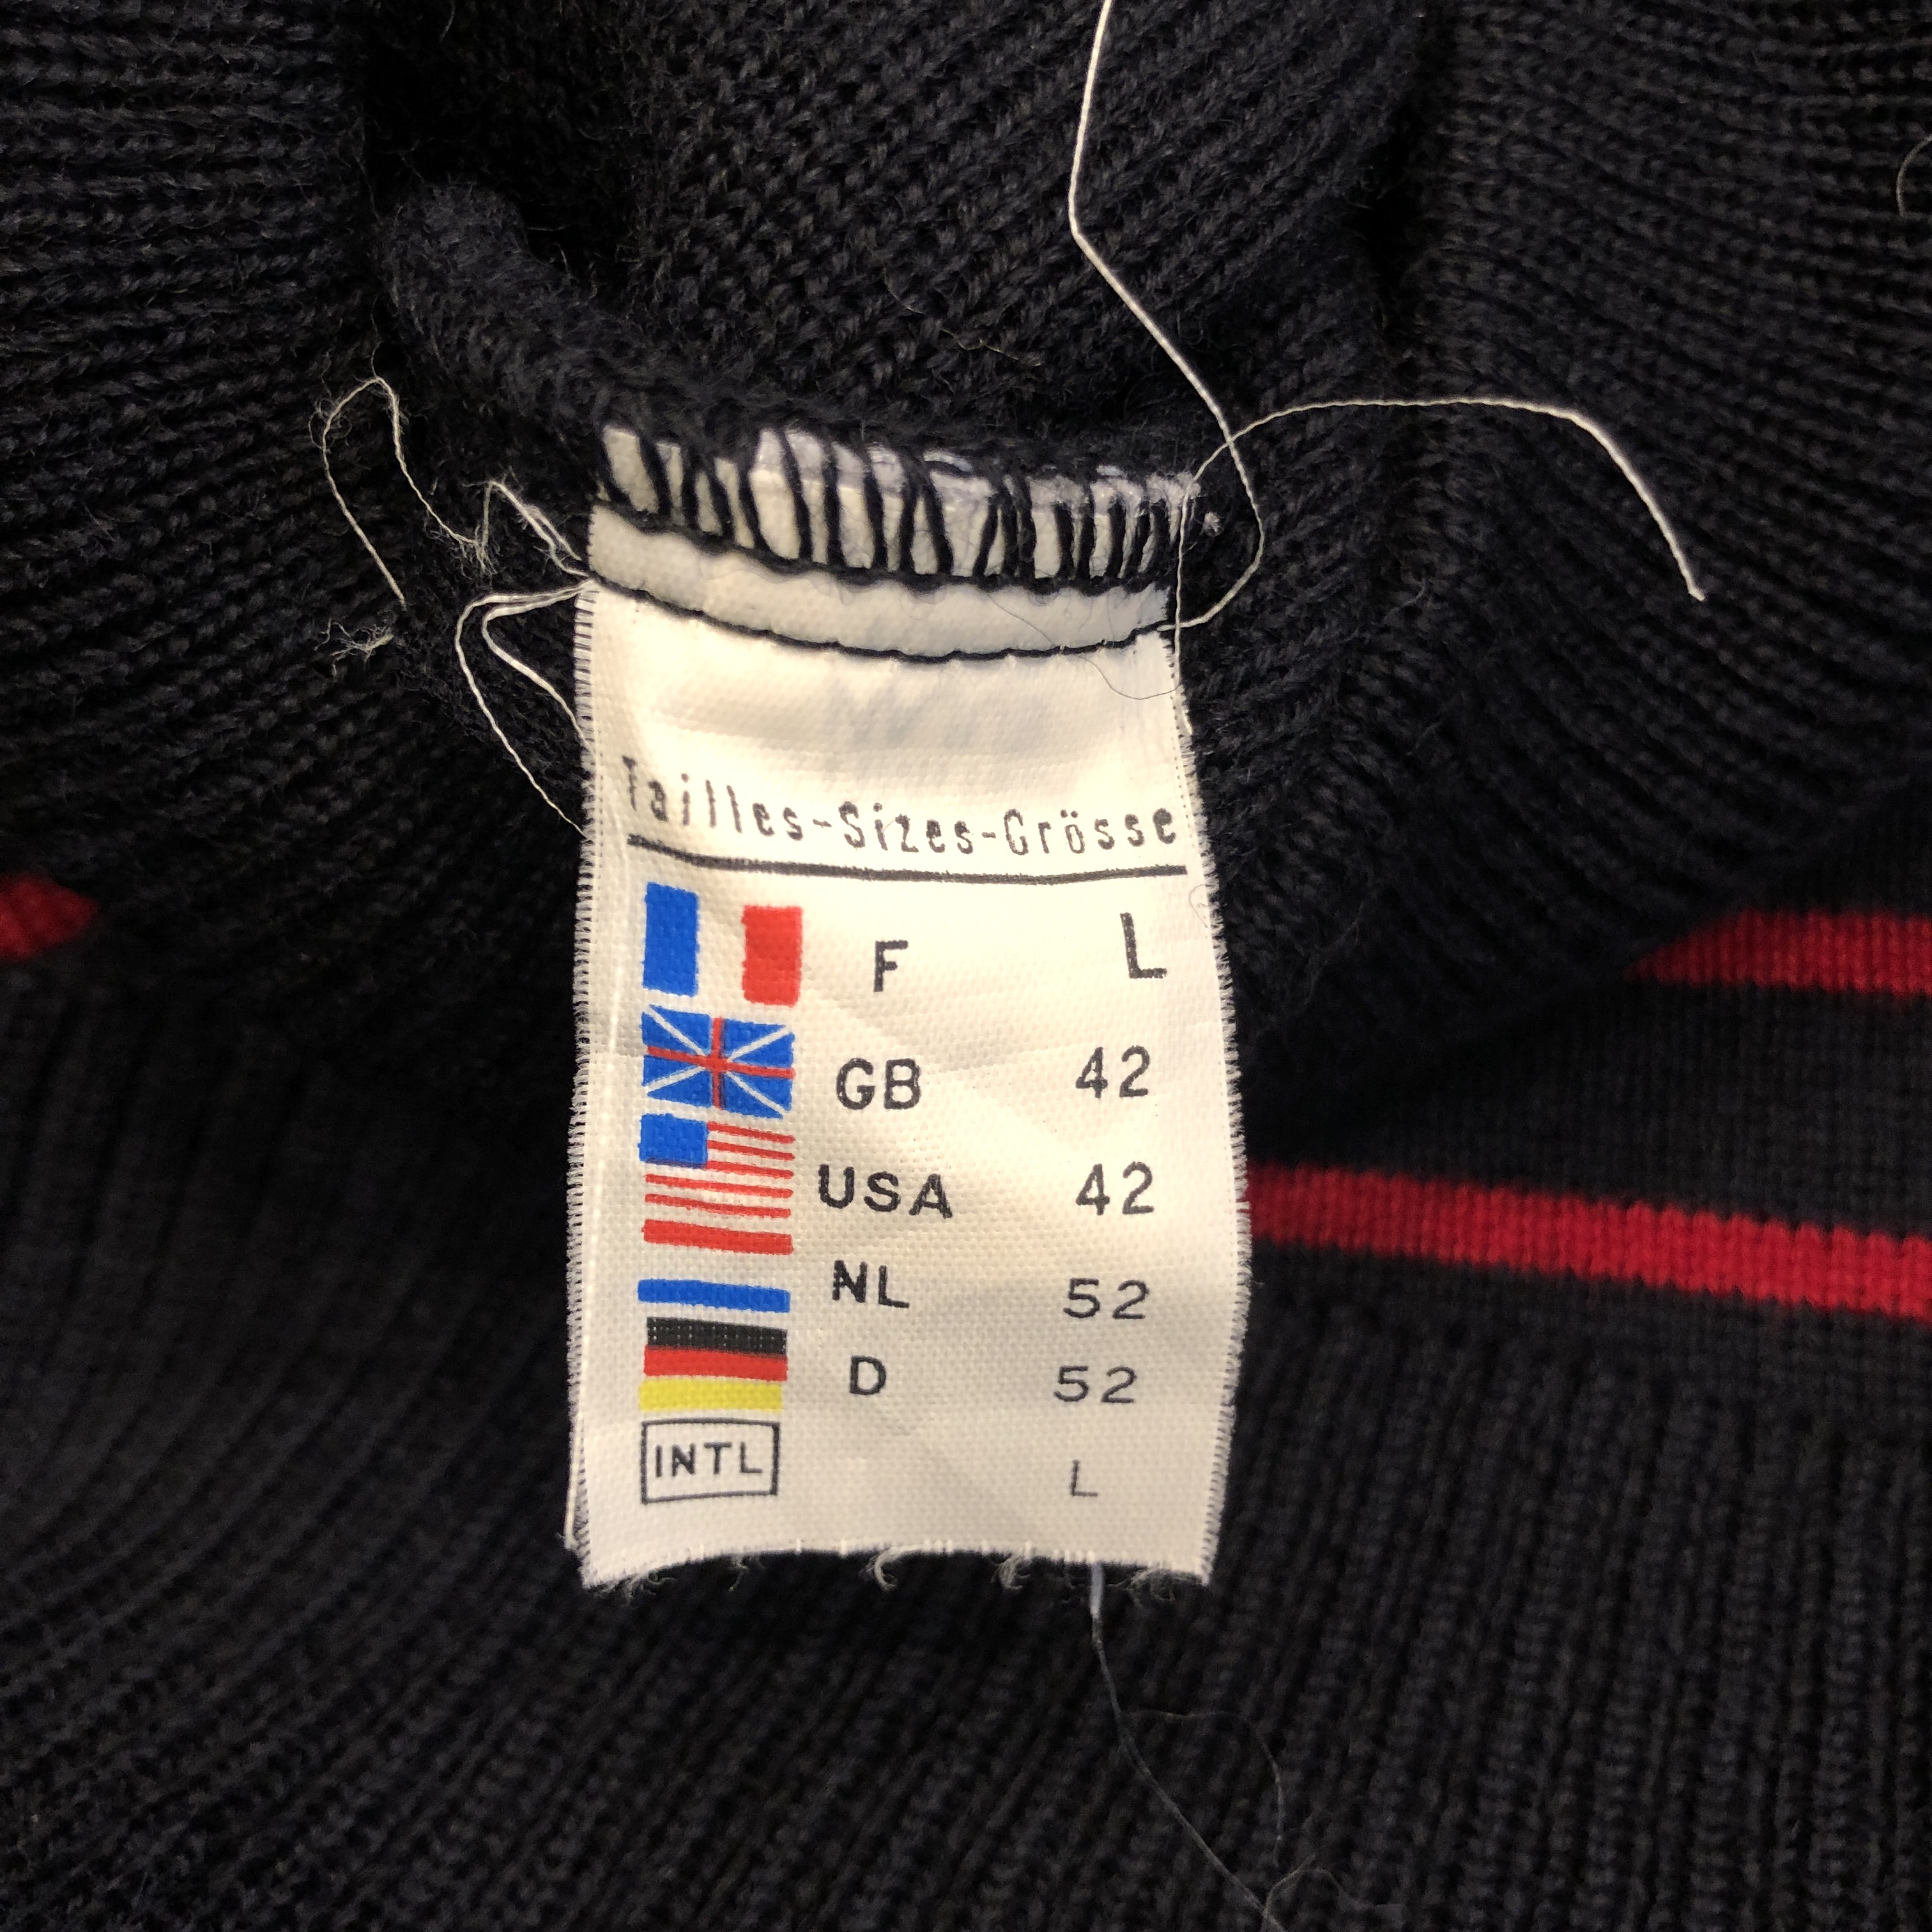 Tailles-Sizes-Grösse
F L
GB 42
USA 42
NL 52
D 52
INTL L